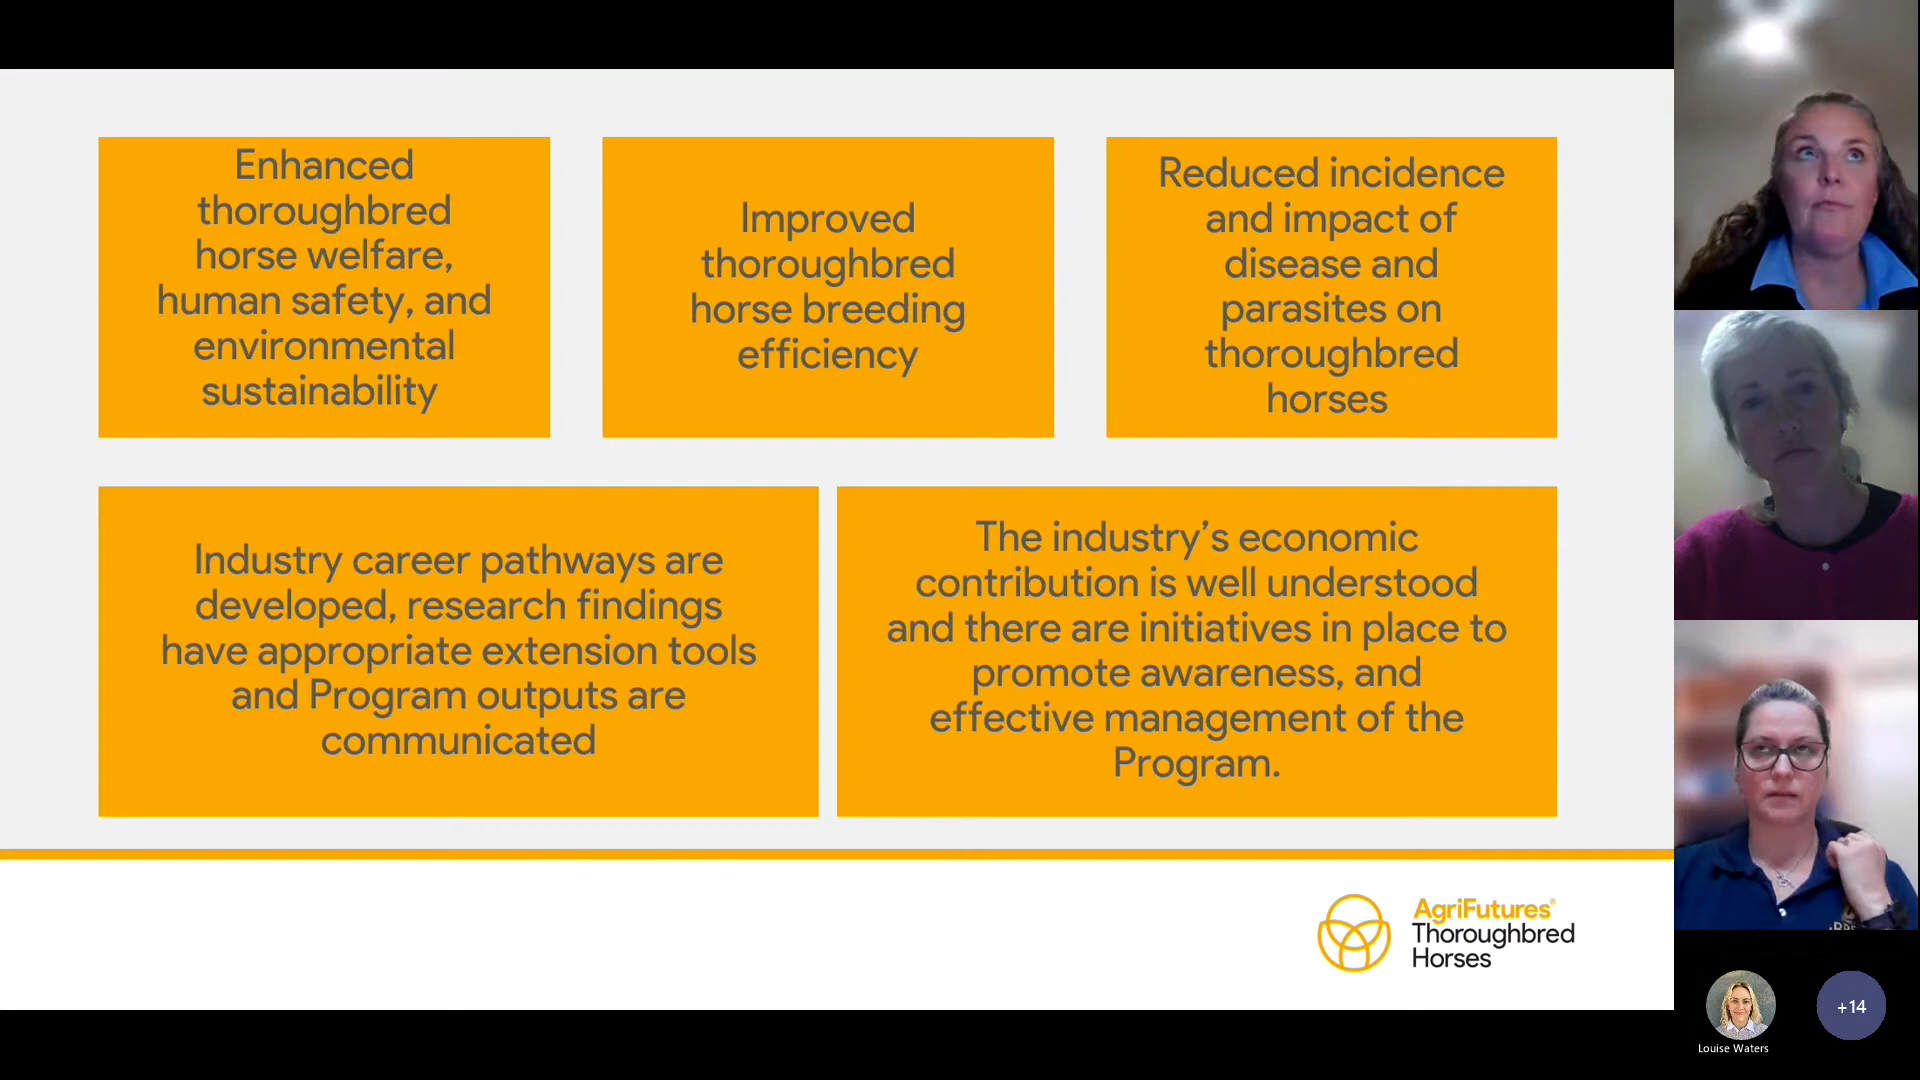 Enhanced
thoroughbred
horse welfare,
human safety, and
environmental
sustainability
Improved
thoroughbred
horse breeding
efficiency
Reduced incidence
and impact of
disease and
parasites on
thoroughbred
horses
Industry career pathways are
developed, research findings
have appropriate extension tools
and Program outputs are
communicated
The industry’s economic
contribution is well understood
and there are initiatives in place to
promote awareness, and
effective management of the
Program.
AgriFutures®
Thoroughbred
Horses
+14
Louise Waters